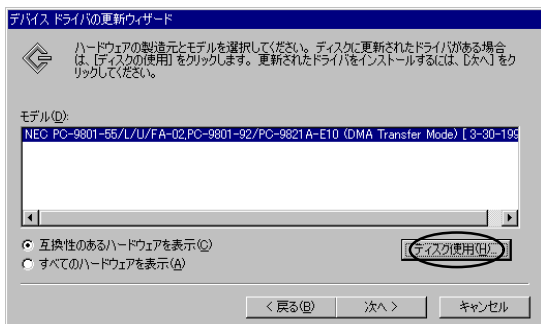 デバイス ドライバの更新ウィザード
ハードウェアの製造元とモデルを選択してください。ディスクに更新されたドライバがある場合
は、[ディスクの使用] をクリックします。更新されたドライバをインストールするには、[次へ] をク
リックしてください。
モデル(D):
NEC PC-9801-55/L/U/FA-02,PC-9801-92/PC-9821A-E10 (DMA Transfer Mode) [ 3-30-199
互換性のあるハードウェアを表示(C)
すべてのハードウェアを表示(A)
ディスク使用(H)...
< 戻る(B)
次へ >
キャンセル